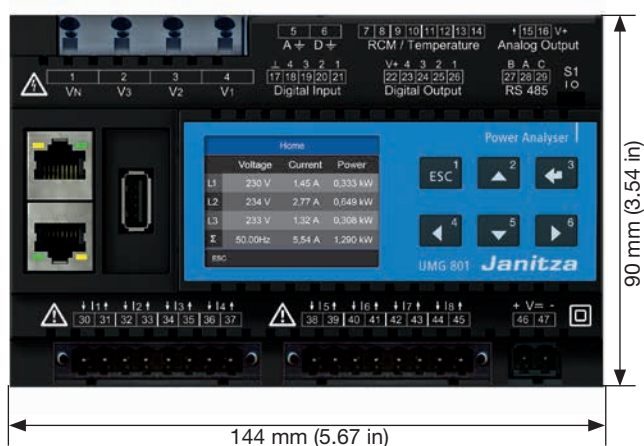 5 6 7 8 9 10 11 12 13 14 15 16 V+
A D RCM / Temperature Analog Output
⊥ 4 3 2 1 V+ 4 3 2 1 B A C S1
1 2 3 4 17 18 19 20 21 22 23 24 25 26 27 28 29 I O
VN V3 V2 V1 Digital Input Digital Output RS 485
Power Analyser
Home
Voltage Current Power
L1 230 V 1,45 A 0,333 kW
L2 234 V 2,77 A 0,649 kW
L3 233 V 1,32 A 0,308 kW
Σ 50.00Hz 5,54 A 1,290 kW
ESC
ESC 1 2 3
4 5 6
UMG 801 Janitza
I1 I2 I3 I4 I5 I6 I7 I8 + V= -
30 31 32 33 34 35 36 37 38 39 40 41 42 43 44 45 46 47
90 mm (3.54 in)
144 mm (5.67 in)